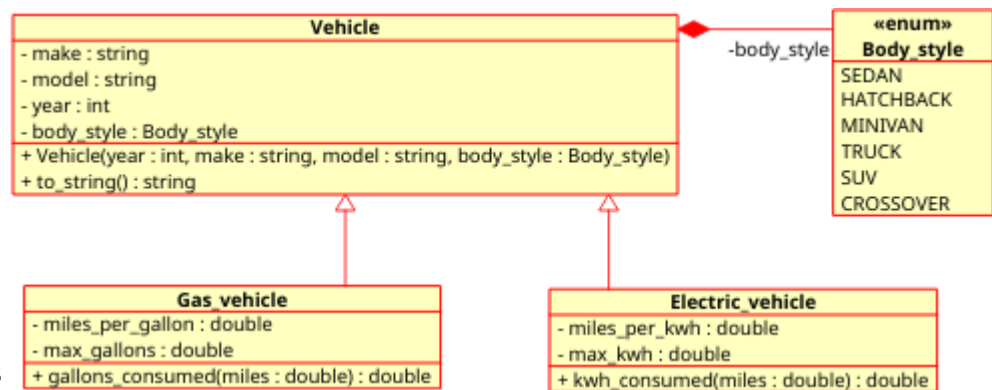 Vehicle
- make : string
- model : string
- year : int
- body_style : Body_style
+ Vehicle(year : int, make : string, model : string, body_style : Body_style)
+ to_string() : string
-body_style
«enum»
Body_style
SEDAN
HATCHBACK
MINIVAN
TRUCK
SUV
CROSSOVER
Gas_vehicle
- miles_per_gallon : double
- max_gallons : double
+ gallons_consumed(miles : double) : double
Electric_vehicle
- miles_per_kwh : double
- max_kwh : double
+ kwh_consumed(miles : double) : double